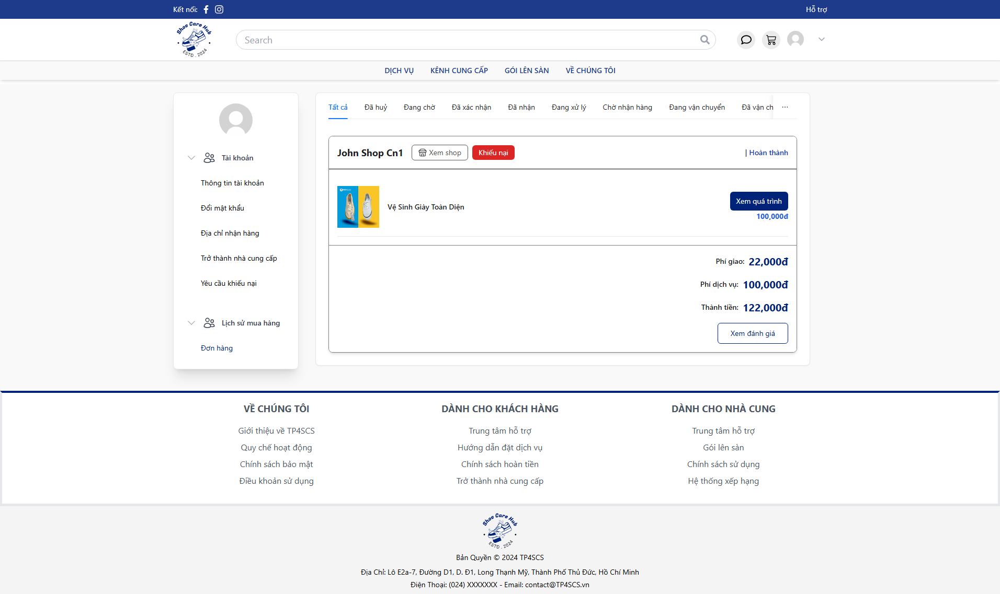 Kết nối:
Hỗ trợ
Shoe Care Hub
ESTD . 2024
Search
DỊCH VỤ
KÊNH CUNG CẤP
GÓI LÊN SÀN
VỀ CHÚNG TÔI
Tài khoản
Thông tin tài khoản
Đổi mật khẩu
Địa chỉ nhận hàng
Trở thành nhà cung cấp
Yêu cầu khiếu nại
Lịch sử mua hàng
Đơn hàng
Tất cả
Đã huỷ
Đang chờ
Đã xác nhận
Đã nhận
Đang xử lý
Chờ nhận hàng
Đang vận chuyển
Đã vận ch
···
John Shop Cn1
Xem shop
Khiếu nại
| Hoàn thành
Vệ Sinh Giày Toàn Diện
Xem quá trình
100,000đ
Phí giao: 22,000đ
Phí dịch vụ: 100,000đ
Thành tiền: 122,000đ
Xem đánh giá
VỀ CHÚNG TÔI
Giới thiệu về TP4SCS
Quy chế hoạt động
Chính sách bảo mật
Điều khoản sử dụng
DÀNH CHO KHÁCH HÀNG
Trung tâm hỗ trợ
Hướng dẫn đặt dịch vụ
Chính sách hoàn tiền
Trở thành nhà cung cấp
DÀNH CHO NHÀ CUNG
Trung tâm hỗ trợ
Gói lên sàn
Chính sách sử dụng
Hệ thống xếp hạng
Shoe Care Hub
ESTD . 2024
Bản Quyền © 2024 TP4SCS
Địa Chỉ: Lô E2a-7, Đường D1, D. Đ1, Long Thạnh Mỹ, Thành Phố Thủ Đức, Hồ Chí Minh
Điện Thoại: (024) XXXXXXX - Email: contact@TP4SCS.vn